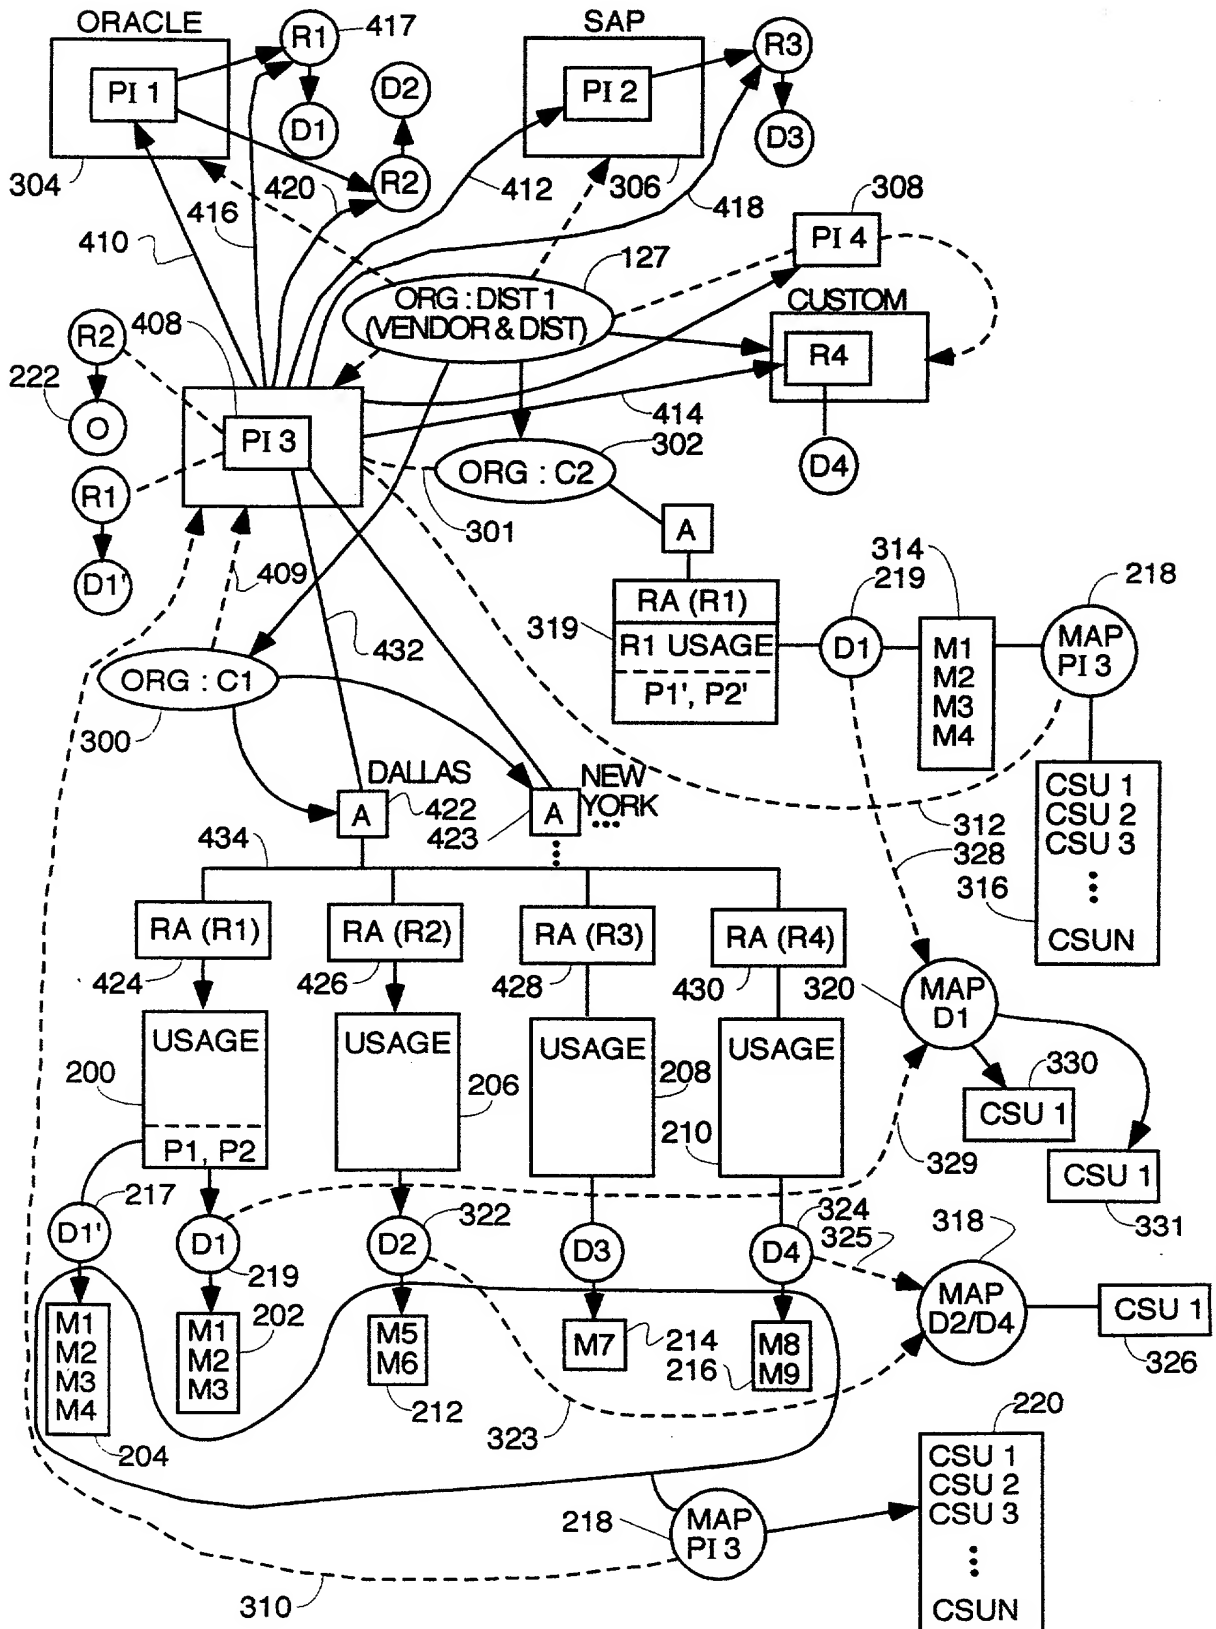 ORACLE
R1
417
SAP
R3
PI 1
D2
PI 2
D1
D3
304
420
R2
412
306
418
308
416
410
PI 4
127
ORG : DIST 1
(VENDOR & DIST)
CUSTOM
R2
408
R4
222
O
414
302
PI 3
ORG : C2
D4
R1
301
A
314
219
218
D1'
409
RA (R1)
319
R1 USAGE
D1
M1
M2
M3
M4
MAP
PI 3
432
P1', P2'
ORG : C1
300
DALLAS
NEW
YORK
•••
CSU 1
CSU 2
CSU 3
A
422
A
423
312
434
328
316
CSUN
RA (R1)
RA (R2)
RA (R3)
RA (R4)
424
426
428
430
320
MAP
D1
USAGE
USAGE
USAGE
USAGE
200
206
208
330
CSU 1
210
P1, P2
329
CSU 1
217
331
D1'
D1
322
D2
D3
324
D4
325
318
219
MAP
D2/D4
CSU 1
M1
M2
M3
M4
202
M1
M2
M3
M5
M6
M7
214
216
M8
M9
326
212
204
323
220
CSU 1
CSU 2
CSU 3
218
MAP
PI 3
310
CSUN